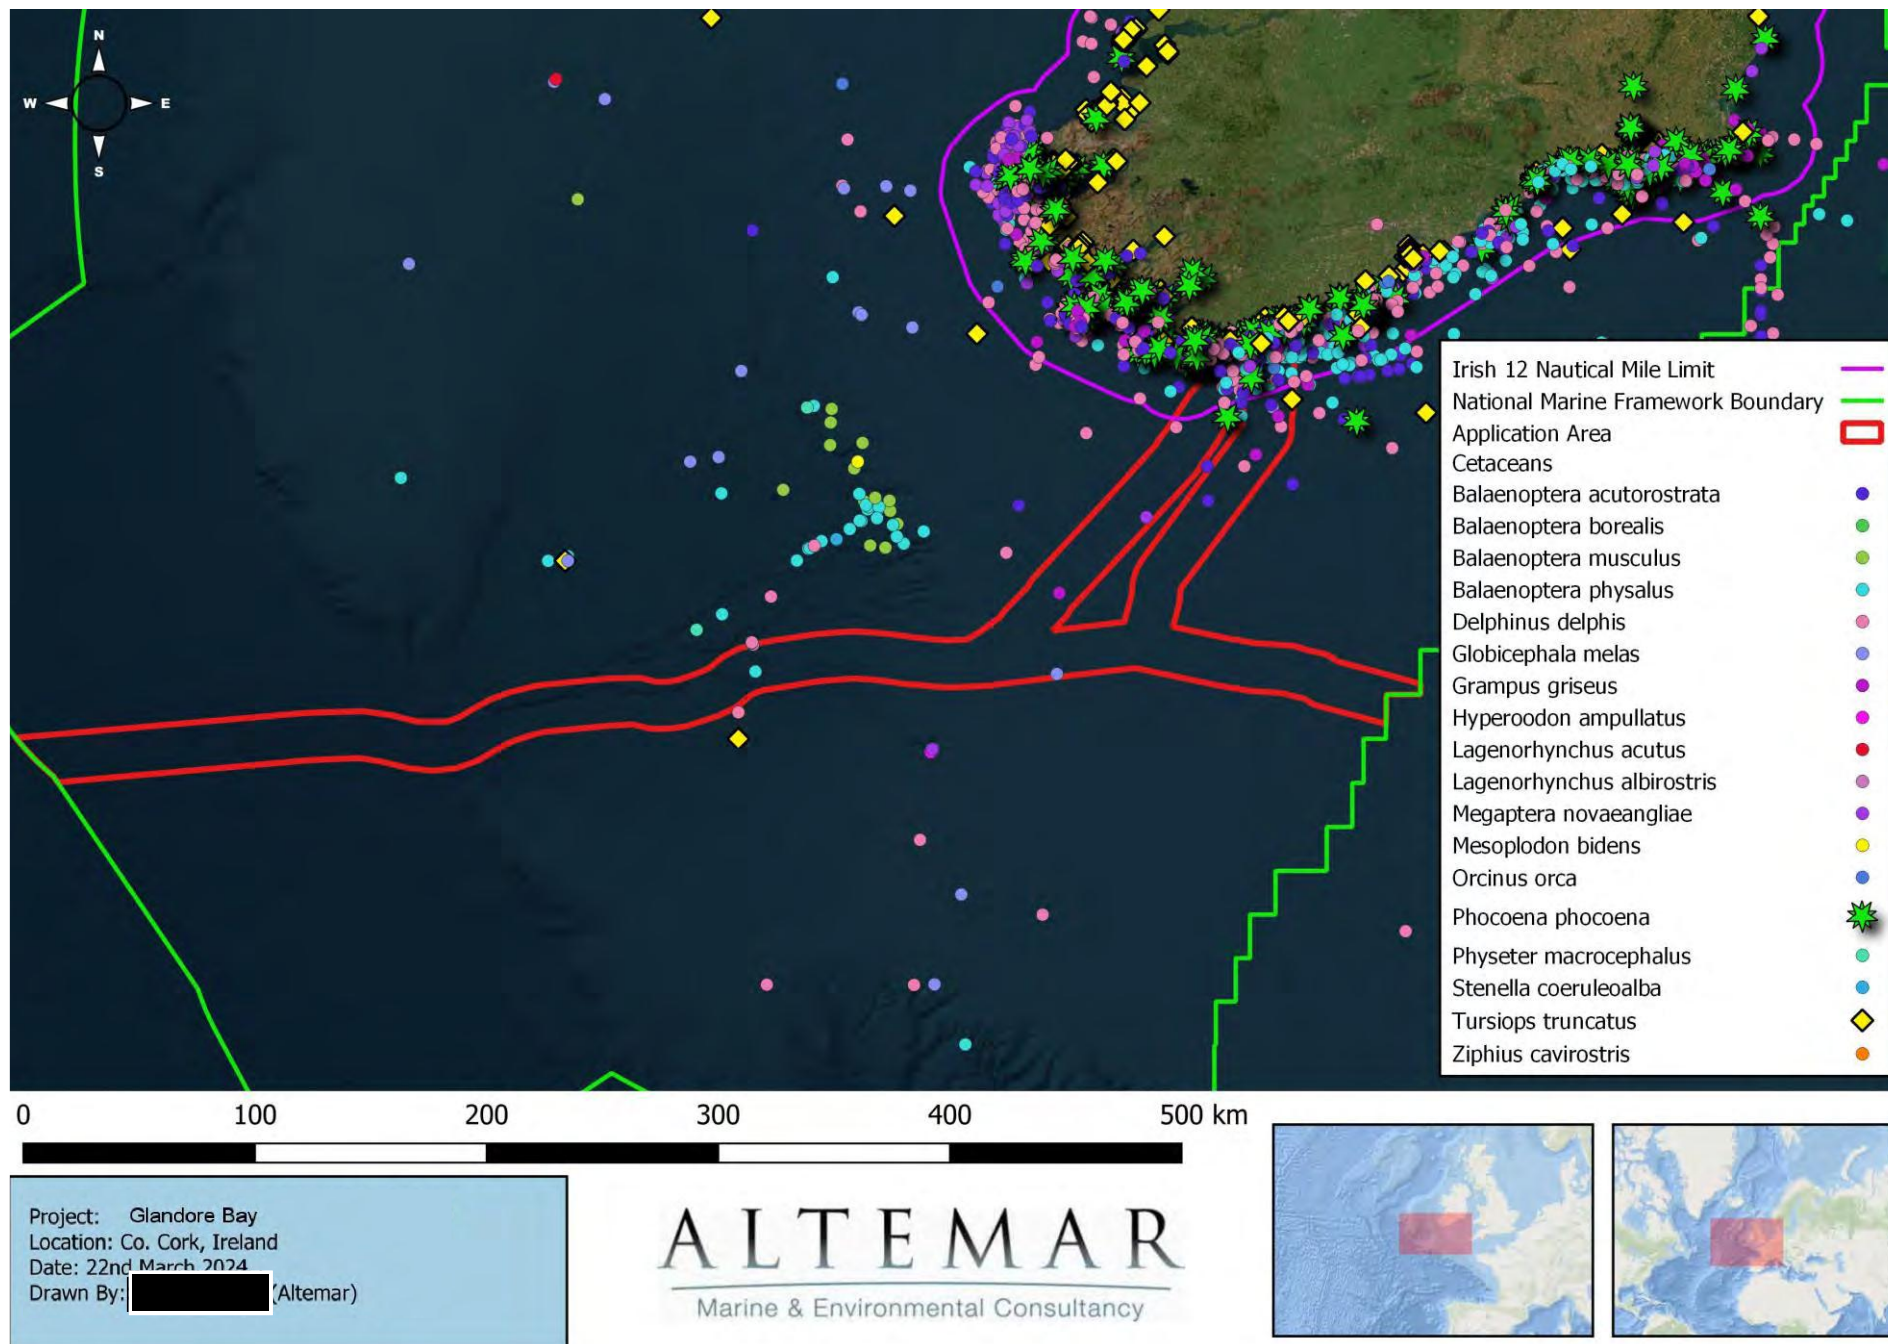 N
W E
S
Irish 12 Nautical Mile Limit
National Marine Framework Boundary
Application Area
Cetaceans
Balaenoptera acutorostrata
Balaenoptera borealis
Balaenoptera musculus
Balaenoptera physalus
Delphinus delphis
Globicephala melas
Grampus griseus
Hyperoodon ampullatus
Lagenorhynchus acutus
Lagenorhynchus albirostris
Megaptera novaeangliae
Mesoplodon bidens
Orcinus orca
Phocoena phocoena
Physeter macrocephalus
Stenella coeruleoalba
Tursiops truncatus
Ziphius cavirostris
0 100 200 300 400 500 km
Project: Glandore Bay
Location: Co. Cork, Ireland
Date: 22nd March 2024
Drawn By: (Altemar)
ALTEMAR
Marine & Environmental Consultancy